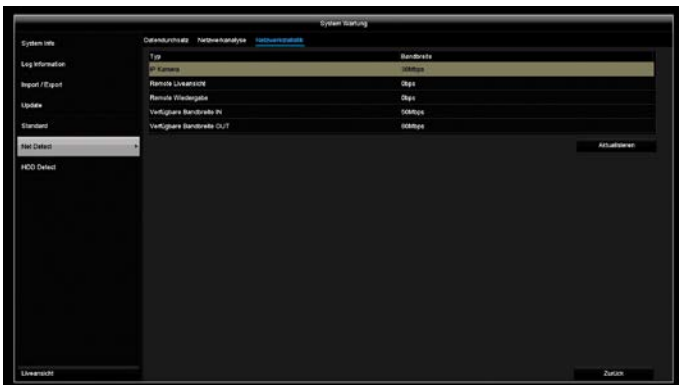 System Wartung
System Info
Log Information
Import / Export
Update
Standard
Net Detect
HDD Detect
Liveansicht
Datendurchsatz Netzwerkanalyse Netzwerkstatistik
Typ Bandbreite
IP Kamera
Remote Liveansicht 0bps
Remote Wiedergabe 0bps
Verfügbare Bandbreite IN 50Mbps
Verfügbare Bandbreite OUT
Aktualisieren
Zurück